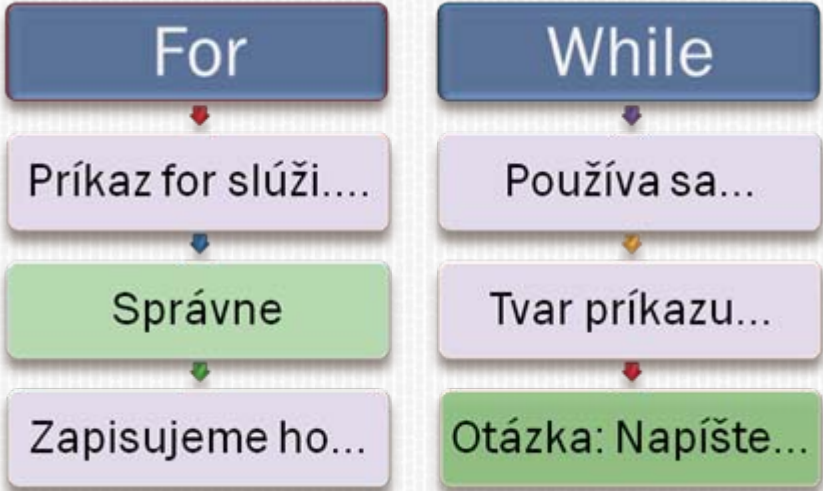 For
Príkaz for slúži....
Správne
Zapisujeme ho...
While
Používa sa...
Tvar príkazu...
Otázka: Napíšte...